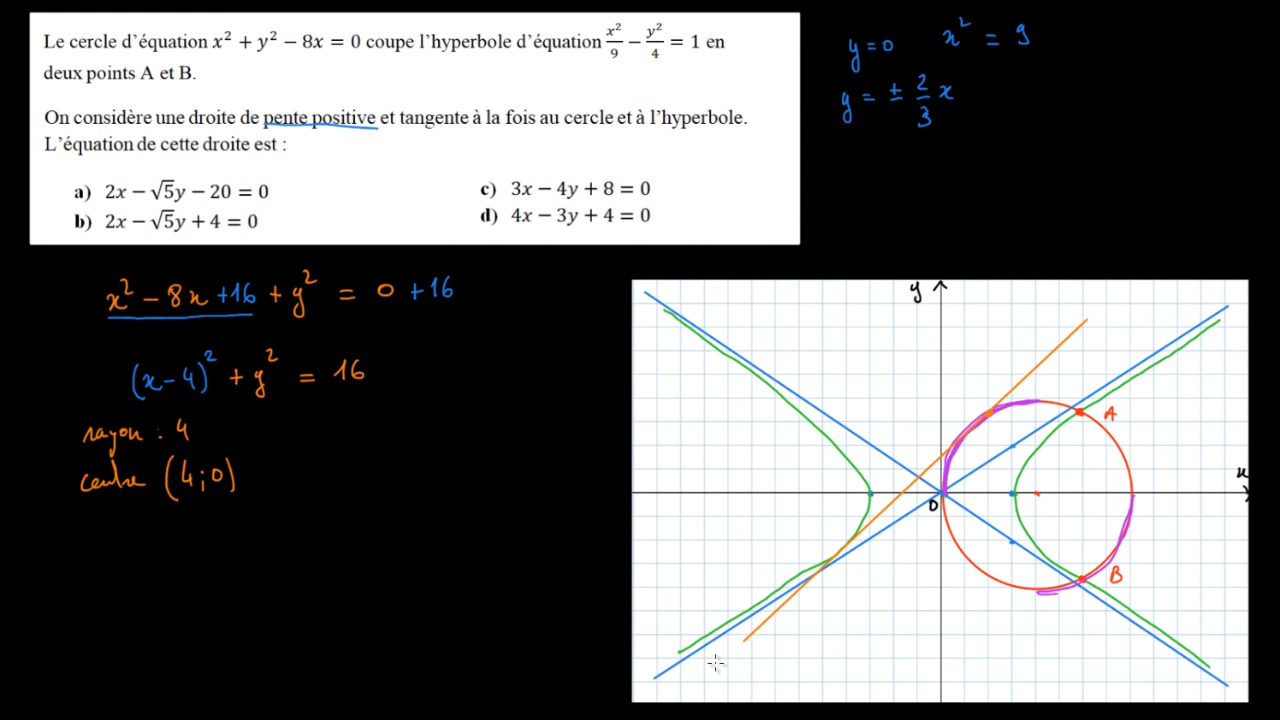 Le cercle d'équation x² + y² − 8x = 0 coupe l'hyperbole d'équation x²/9 − y²/4 = 1 en
deux points A et B.
On considère une droite de pente positive et tangente à la fois au cercle et à l'hyperbole.
L'équation de cette droite est :
a) 2x − √5y − 20 = 0
b) 2x − √5y + 4 = 0
c) 3x − 4y + 8 = 0
d) 4x − 3y + 4 = 0
y = 0 x² = 9
y = ± 2/3 x
x² − 8x + 16 + y² = 0 + 16
(x − 4)² + y² = 16
rayon : 4
centre (4;0)
y
A
x
O
B